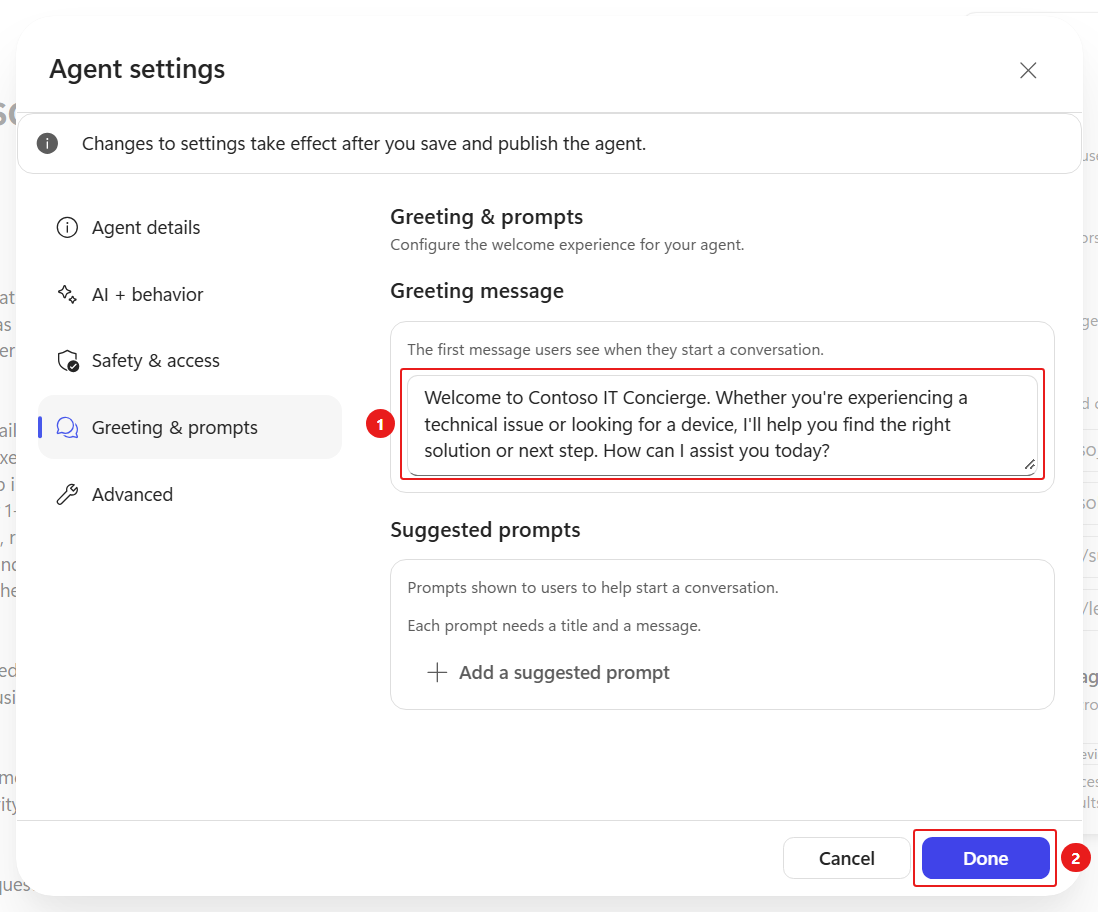 Agent settings
Changes to settings take effect after you save and publish the agent.
Agent details
AI + behavior
Safety & access
Greeting & prompts
Advanced
Greeting & prompts
Configure the welcome experience for your agent.
Greeting message
The first message users see when they start a conversation.
1
Welcome to Contoso IT Concierge. Whether you're experiencing a
technical issue or looking for a device, I'll help you find the right
solution or next step. How can I assist you today?
Suggested prompts
Prompts shown to users to help start a conversation.
Each prompt needs a title and a message.
Add a suggested prompt
Cancel
Done
2